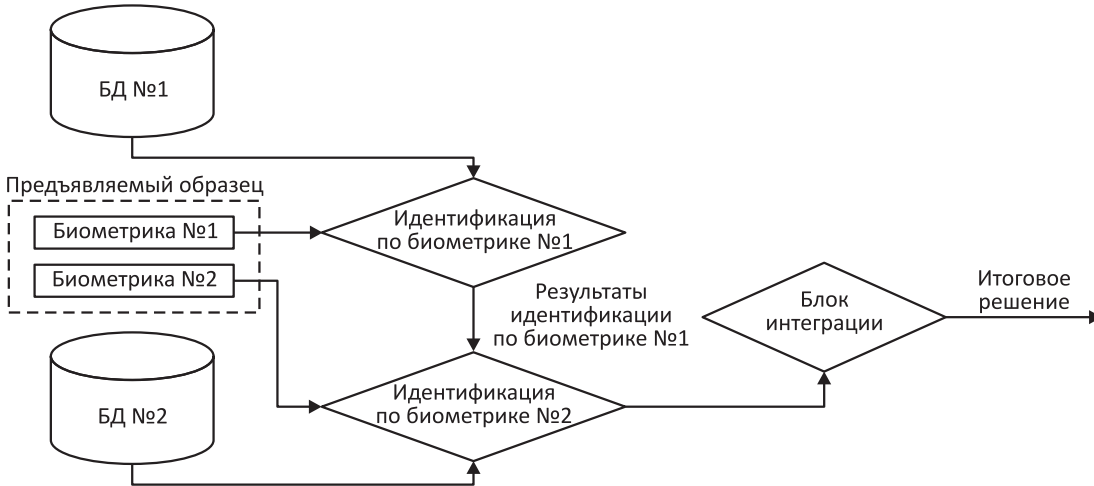 БД №1
Предъявляемый образец
Биометрика №1
Биометрика №2
Идентификация
по биометрике №1
Результаты
идентификации
по биометрике №1
Блок
интеграции
Итоговое
решение
БД №2
Идентификация
по биометрике №2